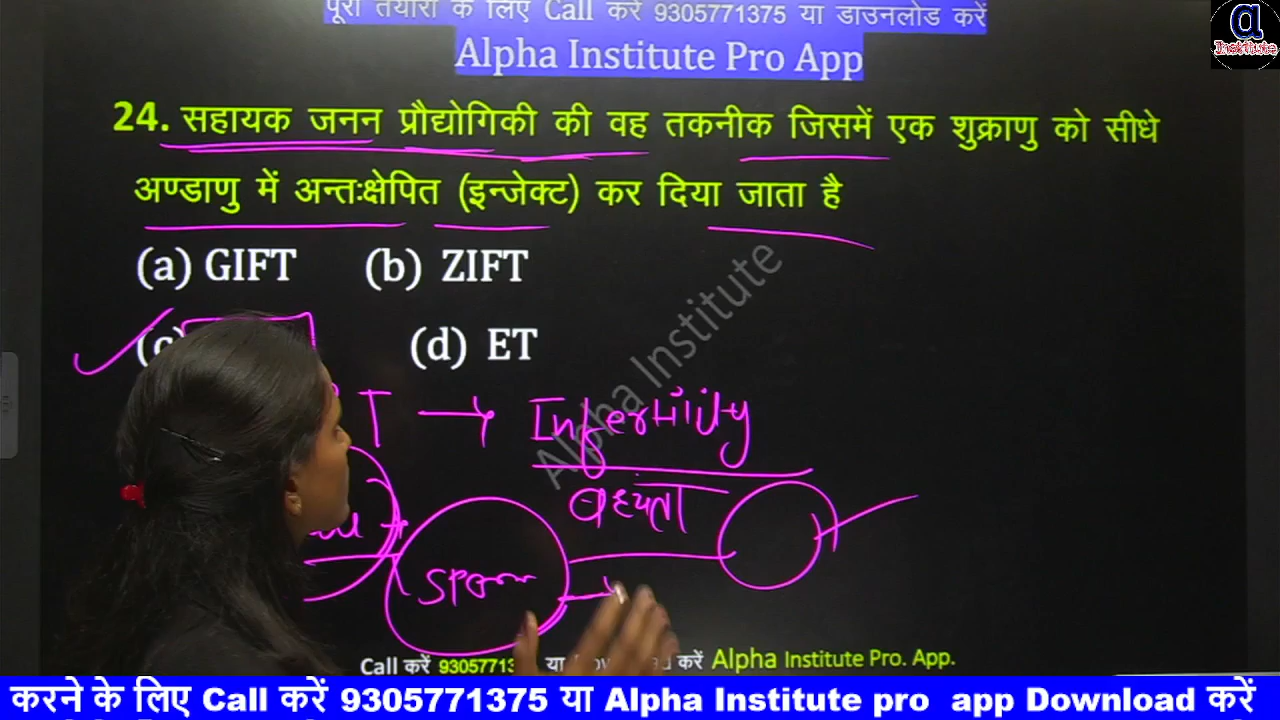 पूरी तैयारी के लिए Call करें 9305771375 या डाउनलोड करें
Alpha Institute Pro App
α
Institute
24. सहायक जनन प्रौद्योगिकी की वह तकनीक जिसमें एक शुक्राणु को सीधे
अण्डाणु में अन्तःक्षेपित (इन्जेक्ट) कर दिया जाता है
(a) GIFT (b) ZIFT
(d) ET
T → Infertility
Sperm
Alpha Institute
Call करें 93057713 या करें Alpha Institute Pro. App.
करने के लिए Call करें 9305771375 या Alpha Institute pro app Download करें